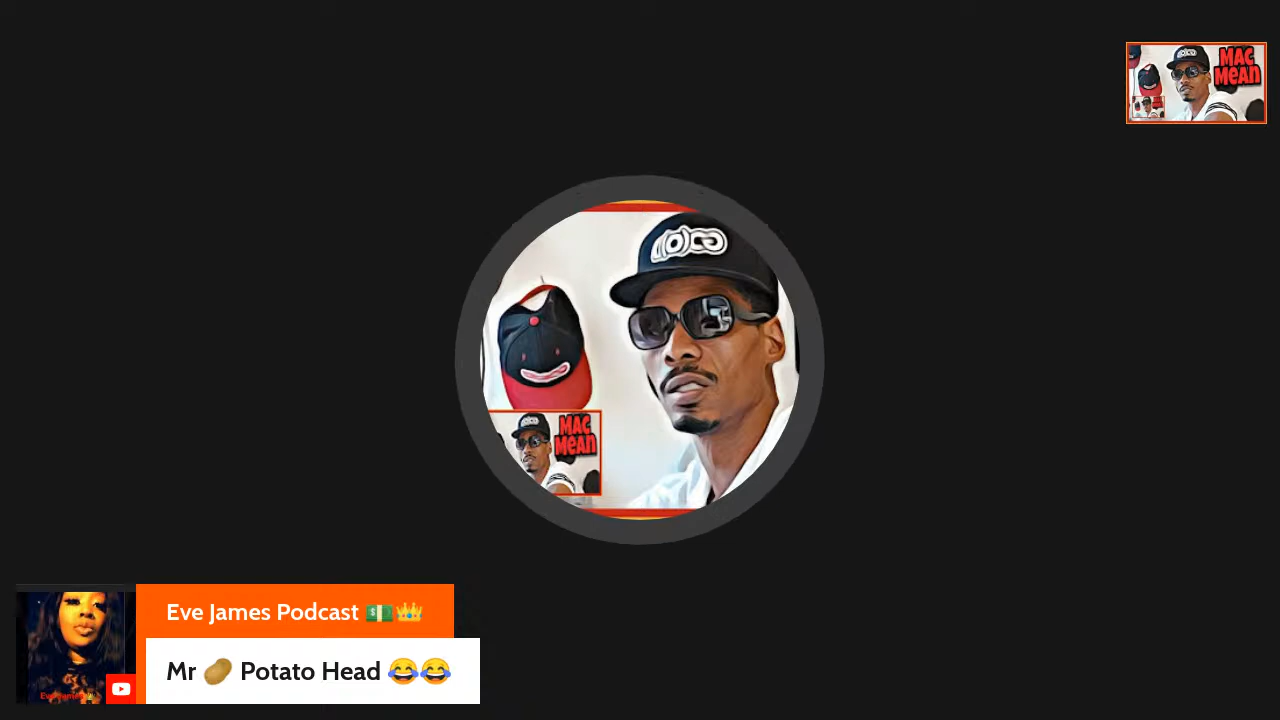 MAC
MEAN
MAC
MEAN
Eve James Podcast 💵👑
Mr 🥔 Potato Head 😂😂